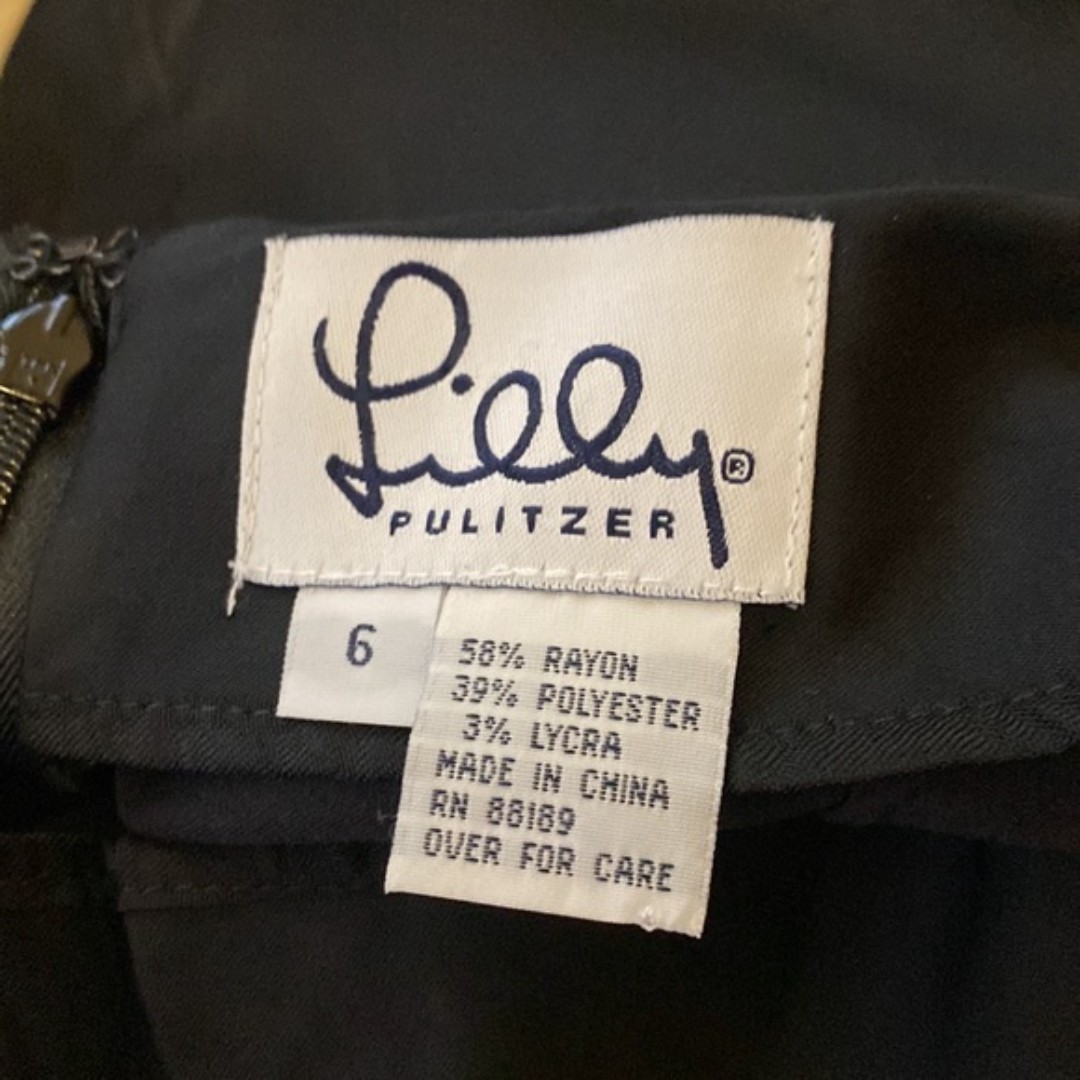 Lilly®
PULITZER
6
58% RAYON
39% POLYESTER
3% LYCRA
MADE IN CHINA
RN 88189
OVER FOR CARE